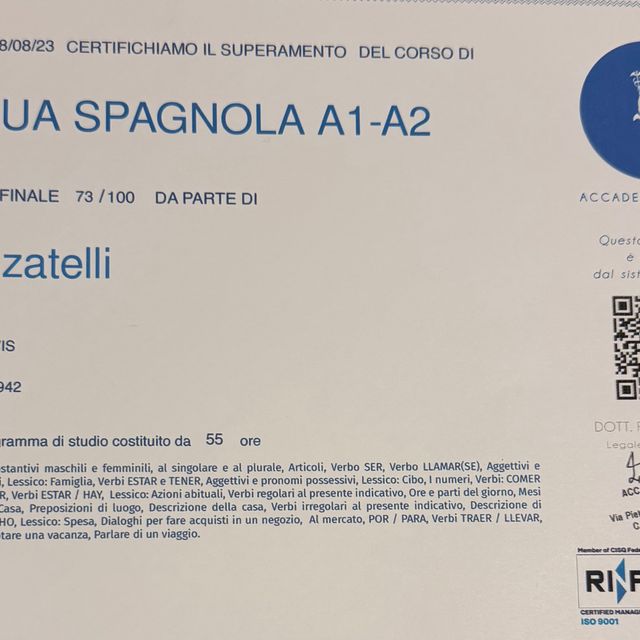 8/08/23 CERTIFICHIAMO IL SUPERAMENTO DEL CORSO DI
UA SPAGNOLA A1-A2
FINALE 73 /100 DA PARTE DI
zatelli
IS
942
gramma di studio costituito da 55 ore
stantivi maschili e femminili, al singolare e al plurale, Articoli, Verbo SER, Verbo LLAMAR(SE), Aggettivi e
i, Lessico: Famiglia, Verbi ESTAR e TENER, Aggettivi e pronomi possessivi, Lessico: Cibo, I numeri, Verbi: COMER
R, Verbi ESTAR / HAY, Lessico: Azioni abituali, Verbi regolari al presente indicativo, Ore e parti del giorno, Mesi
Casa, Preposizioni di luogo, Descrizione della casa, Verbi irregolari al presente indicativo, Descrizione di
HO, Lessico: Spesa, Dialoghi per fare acquisti in un negozio, Al mercato, POR / PARA, Verbi TRAER / LLEVAR,
tare una vacanza, Parlare di un viaggio.
ACCADE
Questo
è
dal sist
DOTT. F
Legale
ACC
Via Piet
C
Member of CISQ Fede
RIN
CERTIFIED MANAG
ISO 9001